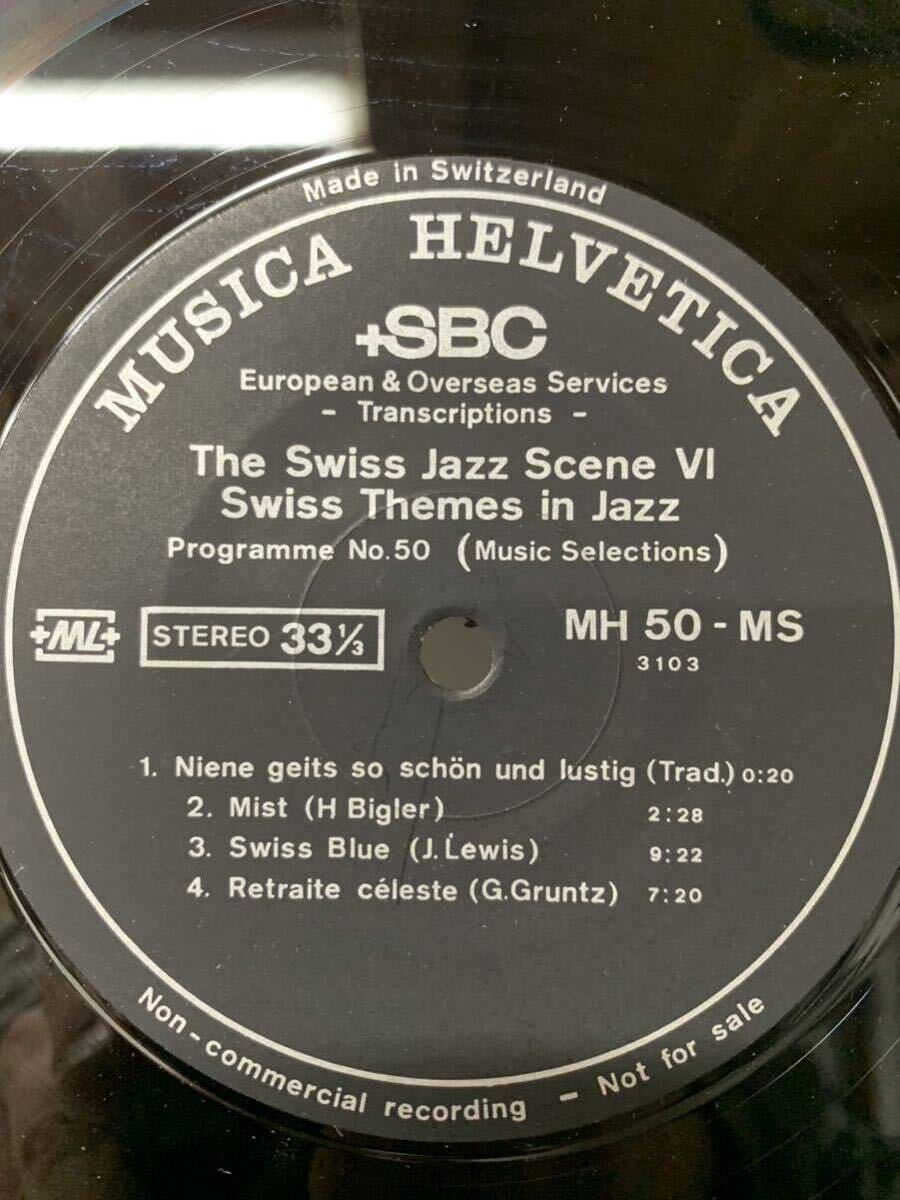 Made in Switzerland
MUSICA HELVETICA
+SBC
European & Overseas Services
- Transcriptions -
The Swiss Jazz Scene VI
Swiss Themes in Jazz
Programme No.50 (Music Selections)
+ML+ STEREO 33⅓ MH 50 - MS
3103
1. Niene geits so schön und lustig (Trad.) 0:20
2. Mist (H Bigler) 2:28
3. Swiss Blue (J. Lewis) 9:22
4. Retraite céleste (G.Gruntz) 7:20
Non-commercial recording - Not for sale